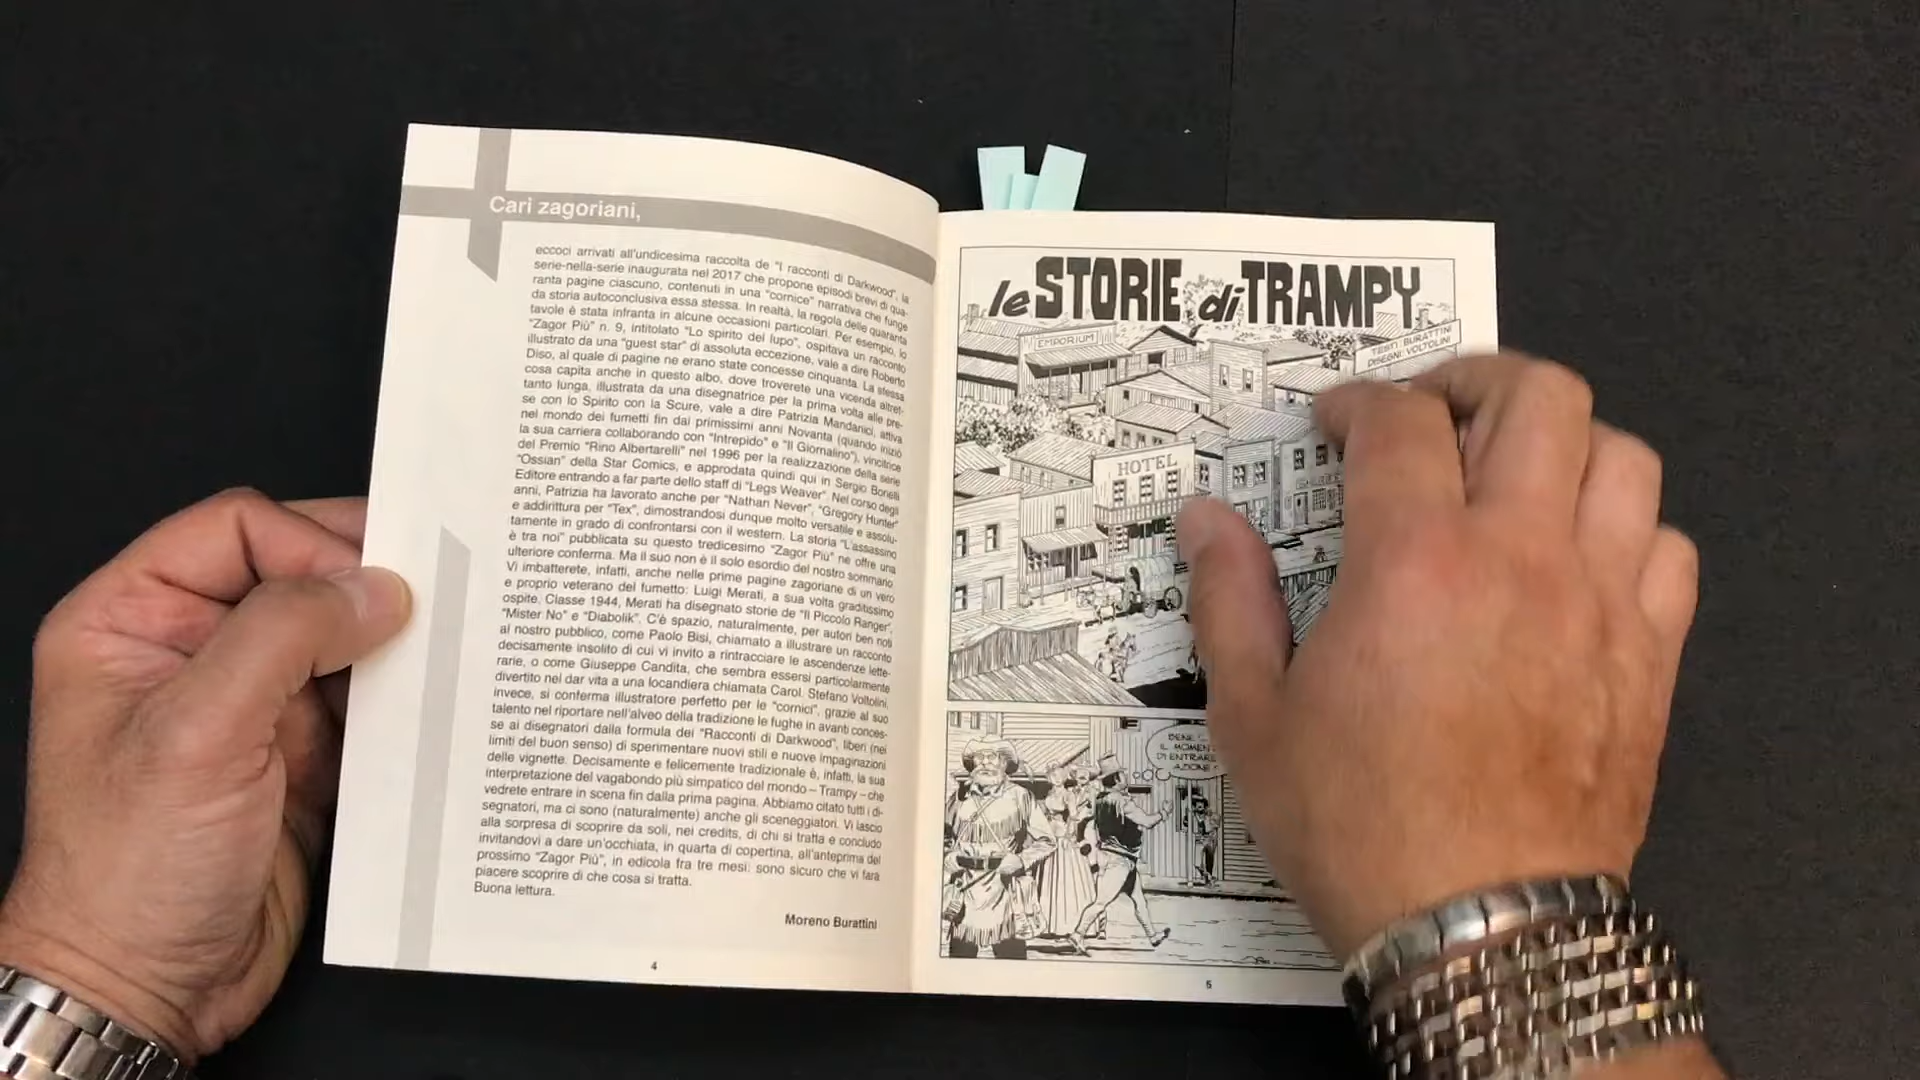 Cari zagoriani,
eccoci arrivati all'undicesima raccolta de "I racconti di Darkwood", la
serie-nella-serie inaugurata nel 2017 che propone episodi brevi di qua-
ranta pagine ciascuno, contenuti in una "cornice" narrativa che funge
da storia autoconclusiva essa stessa. In realtà, la regola delle quaranta
tavole è stata infranta in alcune occasioni particolari. Per esempio, lo
"Zagor Più" n. 9, intitolato "Lo spirito del lupo", ospitava un racconto
illustrato da una "guest star" di assoluta eccezione, vale a dire Roberto
Diso, al quale di pagine ne erano state concesse cinquanta. La stessa
cosa capita anche in questo albo, dove troverete una vicenda altret-
tanto lunga, illustrata da una disegnatrice per la prima volta alle pre-
se con lo Spirito con la Scure, vale a dire Patrizia Mandanici, attiva
nel mondo dei fumetti fin dai primissimi anni Novanta (quando iniziò
la sua carriera collaborando con "Intrepido" e "Il Giornalino"), vincitrice
del Premio "Rino Albertarelli" nel 1996 per la realizzazione della serie
"Ossian" della Star Comics, e approdata quindi qui in Sergio Bonelli
Editore entrando a far parte dello staff di "Legs Weaver". Nel corso degli
anni, Patrizia ha lavorato anche per "Nathan Never", "Gregory Hunter"
e addirittura per "Tex", dimostrandosi dunque molto versatile e assolu-
tamente in grado di confrontarsi con il western. La storia "L'assassino
è tra noi" pubblicata su questo tredicesimo "Zagor Più" ne offre una
ulteriore conferma. Ma il suo non è il solo esordio del nostro sommario.
Vi imbatterete, infatti, anche nelle prime pagine zagoriane di un vero
e proprio veterano del fumetto: Luigi Merati, a sua volta graditissimo
ospite. Classe 1944, Merati ha disegnato storie de "Il Piccolo Ranger",
"Mister No" e "Diabolik". C'è spazio, naturalmente, per autori ben noti
al nostro pubblico, come Paolo Bisi, chiamato a illustrare un racconto
decisamente insolito di cui vi invito a rintracciare le ascendenze lette-
rarie, o come Giuseppe Candita, che sembra essersi particolarmente
divertito nel dar vita a una locandiera chiamata Carol. Stefano Voltolini,
invece, si conferma illustratore perfetto per le "cornici", grazie al suo
talento nel riportare nell'alveo della tradizione le fughe in avanti conces-
se ai disegnatori dalla formula dei "Racconti di Darkwood", liberi (nei
limiti del buon senso) di sperimentare nuovi stili e nuove impaginazioni
delle vignette. Decisamente e felicemente tradizionale è, infatti, la sua
interpretazione del vagabondo più simpatico del mondo – Trampy – che
vedrete entrare in scena fin dalla prima pagina. Abbiamo citato tutti i di-
segnatori, ma ci sono (naturalmente) anche gli sceneggiatori. Vi lascio
alla sorpresa di scoprire da soli, nei credits, di chi si tratta e concludo
invitandovi a dare un'occhiata, in quarta di copertina, all'anteprima del
prossimo "Zagor Più", in edicola fra tre mesi: sono sicuro che vi fara
piacere scoprire di che cosa si tratta.
Buona lettura.
Moreno Burattini
4
le STORIE di TRAMPY
TESTI: BURATTINI
DISEGNI: VOLTOLINI
EMPORIUM
HOTEL
BENE
IL MOMEN
DI ENTRARE
AZIONE!
5